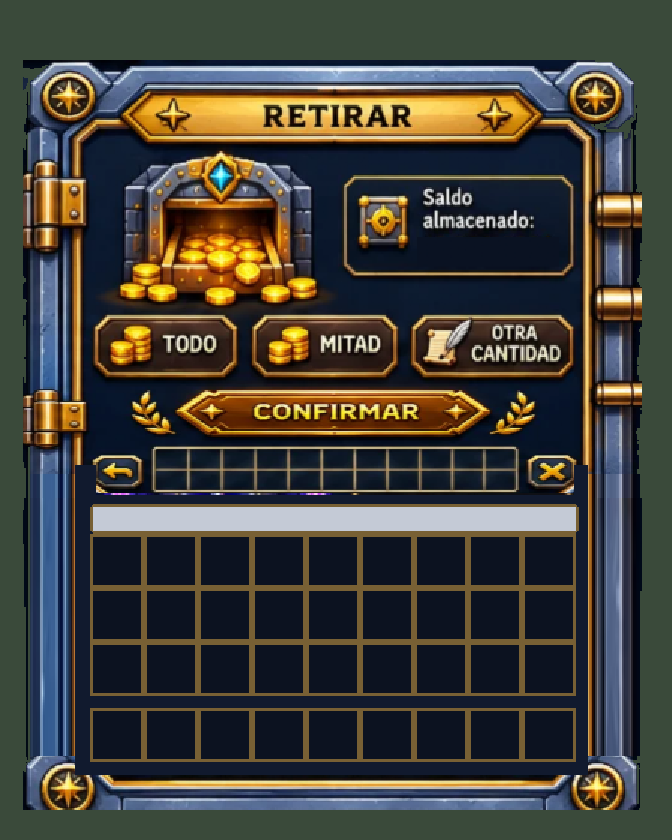 RETIRAR
Saldo
almacenado:
TODO
MITAD
OTRA
CANTIDAD
CONFIRMAR